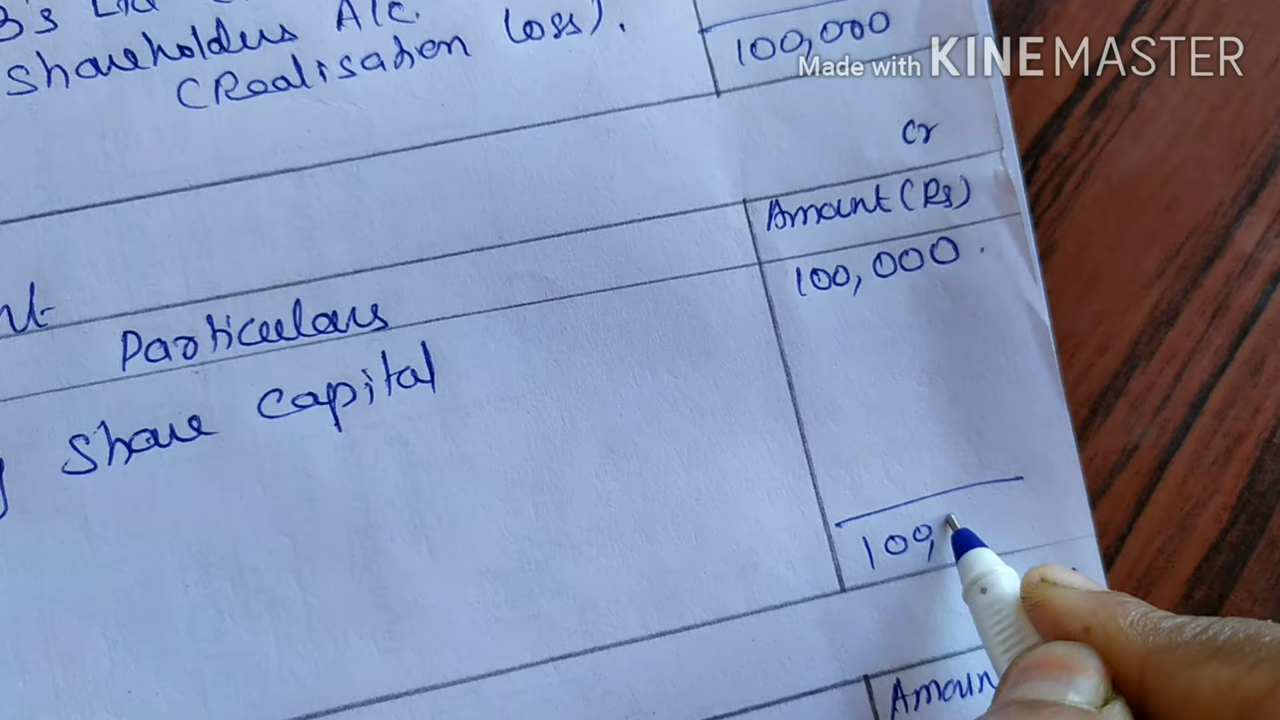 Shareholders A/c.
(Realisation Loss).
100,000
Made with KINEMASTER
Cr
Particulars
Amount (Rs)
Share Capital
100,000
100,
Amoun